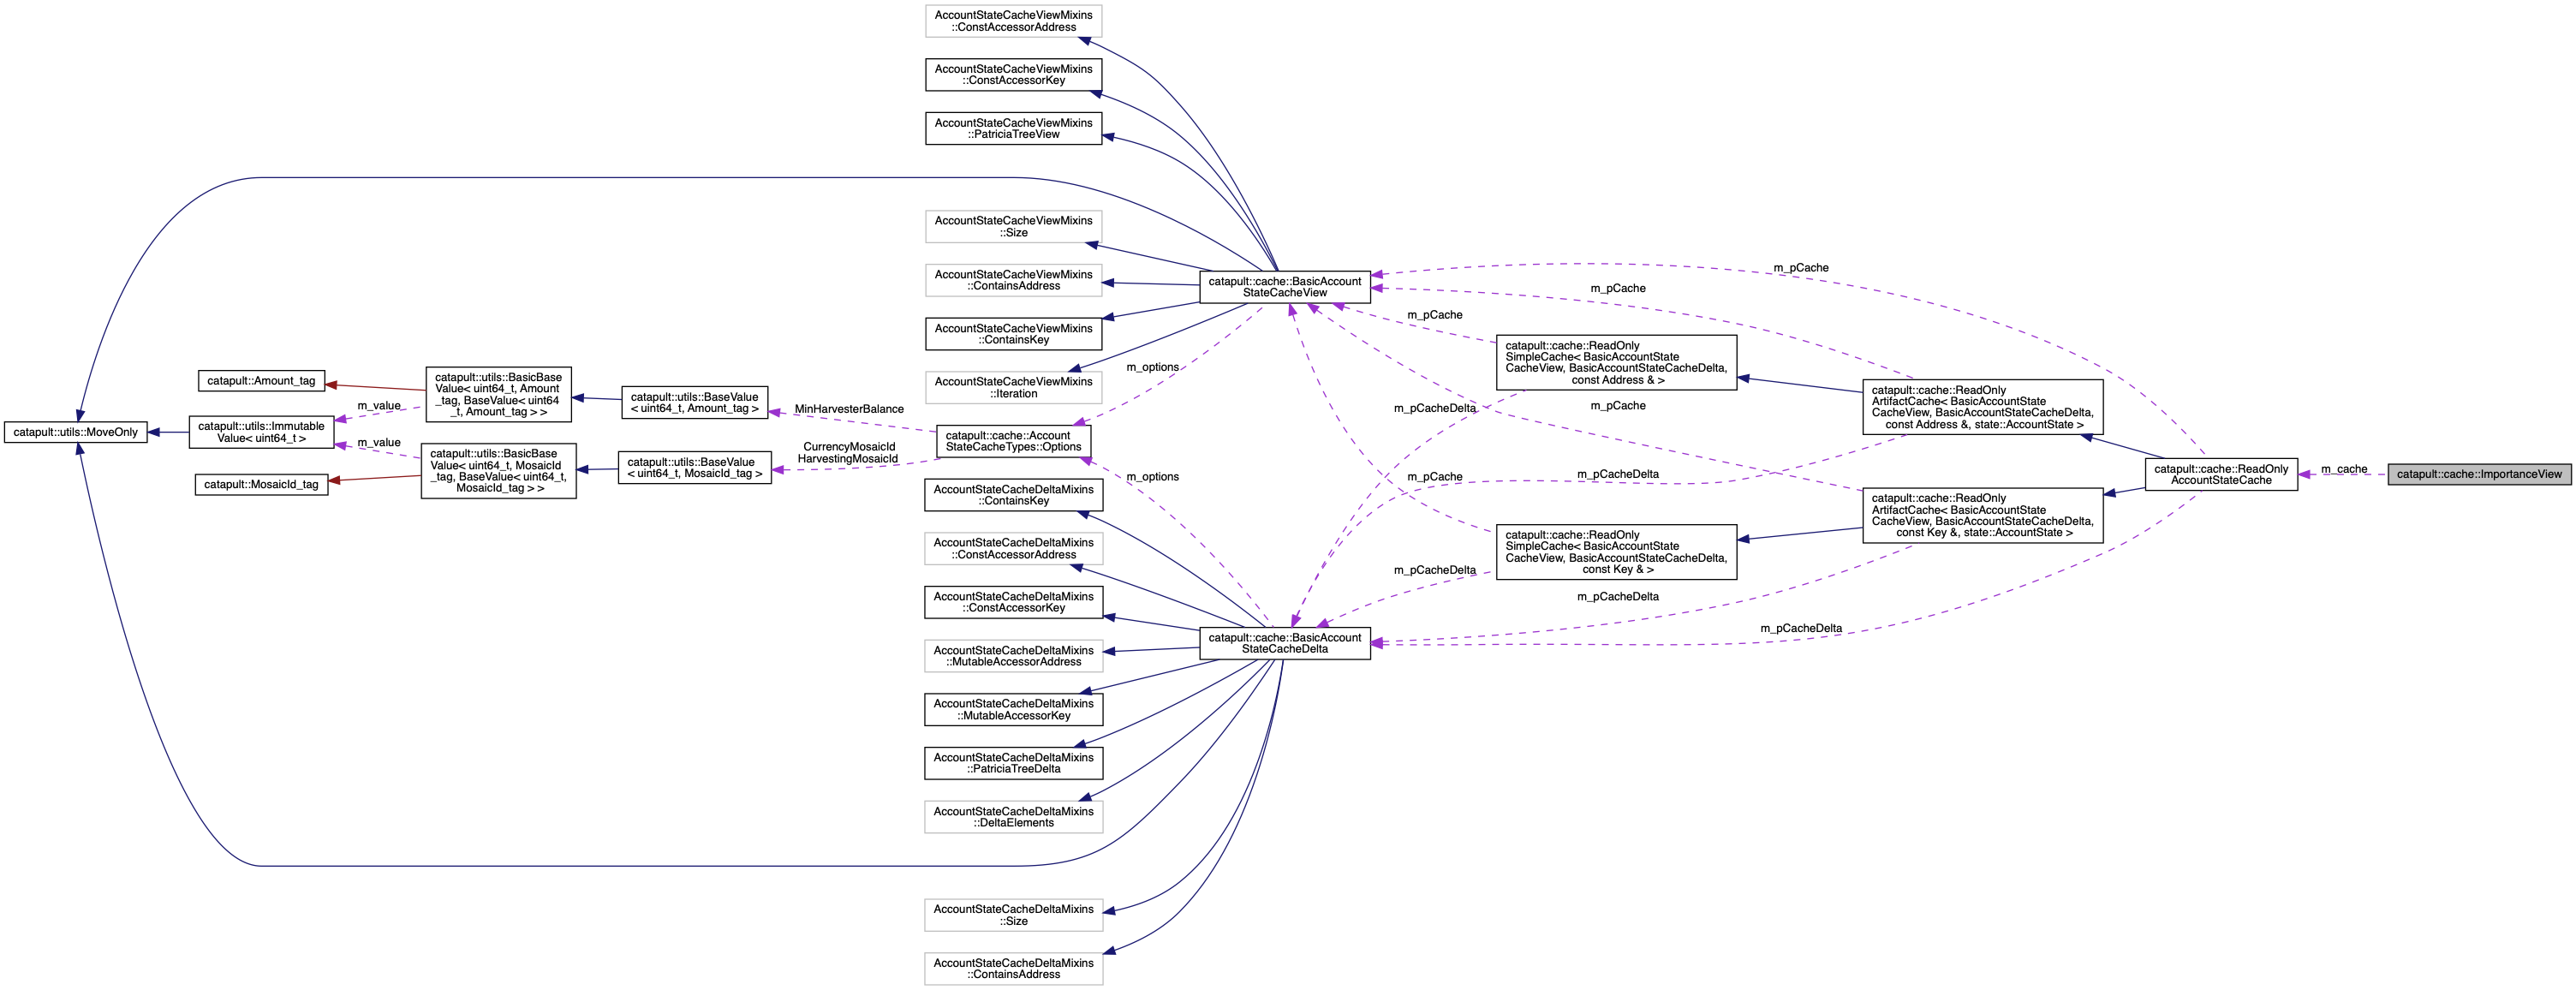 AccountStateCacheViewMixins
::ConstAccessorAddress
AccountStateCacheViewMixins
::ConstAccessorKey
AccountStateCacheViewMixins
::PatriciaTreeView
AccountStateCacheViewMixins
::Size
AccountStateCacheViewMixins
::ContainsAddress
AccountStateCacheViewMixins
::ContainsKey
AccountStateCacheViewMixins
::Iteration
catapult::cache::BasicAccount
StateCacheView
m_pCache
m_pCache
m_pCache
m_pCacheDelta
m_pCache
m_pCache
m_pCacheDelta
m_pCacheDelta
m_pCacheDelta
m_pCacheDelta
m_options
m_options
catapult::Amount_tag
catapult::utils::BasicBase
Value< uint64_t, Amount
_tag, BaseValue< uint64
_t, Amount_tag > >
catapult::utils::BaseValue
< uint64_t, Amount_tag >
MinHarvesterBalance
m_value
catapult::utils::MoveOnly
catapult::utils::Immutable
Value< uint64_t >
m_value
catapult::MosaicId_tag
catapult::utils::BasicBase
Value< uint64_t, MosaicId
_tag, BaseValue< uint64_t,
MosaicId_tag > >
catapult::utils::BaseValue
< uint64_t, MosaicId_tag >
CurrencyMosaicId
HarvestingMosaicId
catapult::cache::Account
StateCacheTypes::Options
catapult::cache::ReadOnly
SimpleCache< BasicAccountState
CacheView, BasicAccountStateCacheDelta,
const Address & >
catapult::cache::ReadOnly
ArtifactCache< BasicAccountState
CacheView, BasicAccountStateCacheDelta,
const Address &, state::AccountState >
catapult::cache::ReadOnly
AccountStateCache
m_cache
catapult::cache::ImportanceView
catapult::cache::ReadOnly
ArtifactCache< BasicAccountState
CacheView, BasicAccountStateCacheDelta,
const Key &, state::AccountState >
catapult::cache::ReadOnly
SimpleCache< BasicAccountState
CacheView, BasicAccountStateCacheDelta,
const Key & >
AccountStateCacheDeltaMixins
::ContainsKey
AccountStateCacheDeltaMixins
::ConstAccessorAddress
AccountStateCacheDeltaMixins
::ConstAccessorKey
AccountStateCacheDeltaMixins
::MutableAccessorAddress
AccountStateCacheDeltaMixins
::MutableAccessorKey
AccountStateCacheDeltaMixins
::PatriciaTreeDelta
AccountStateCacheDeltaMixins
::DeltaElements
AccountStateCacheDeltaMixins
::Size
AccountStateCacheDeltaMixins
::ContainsAddress
catapult::cache::BasicAccount
StateCacheDelta